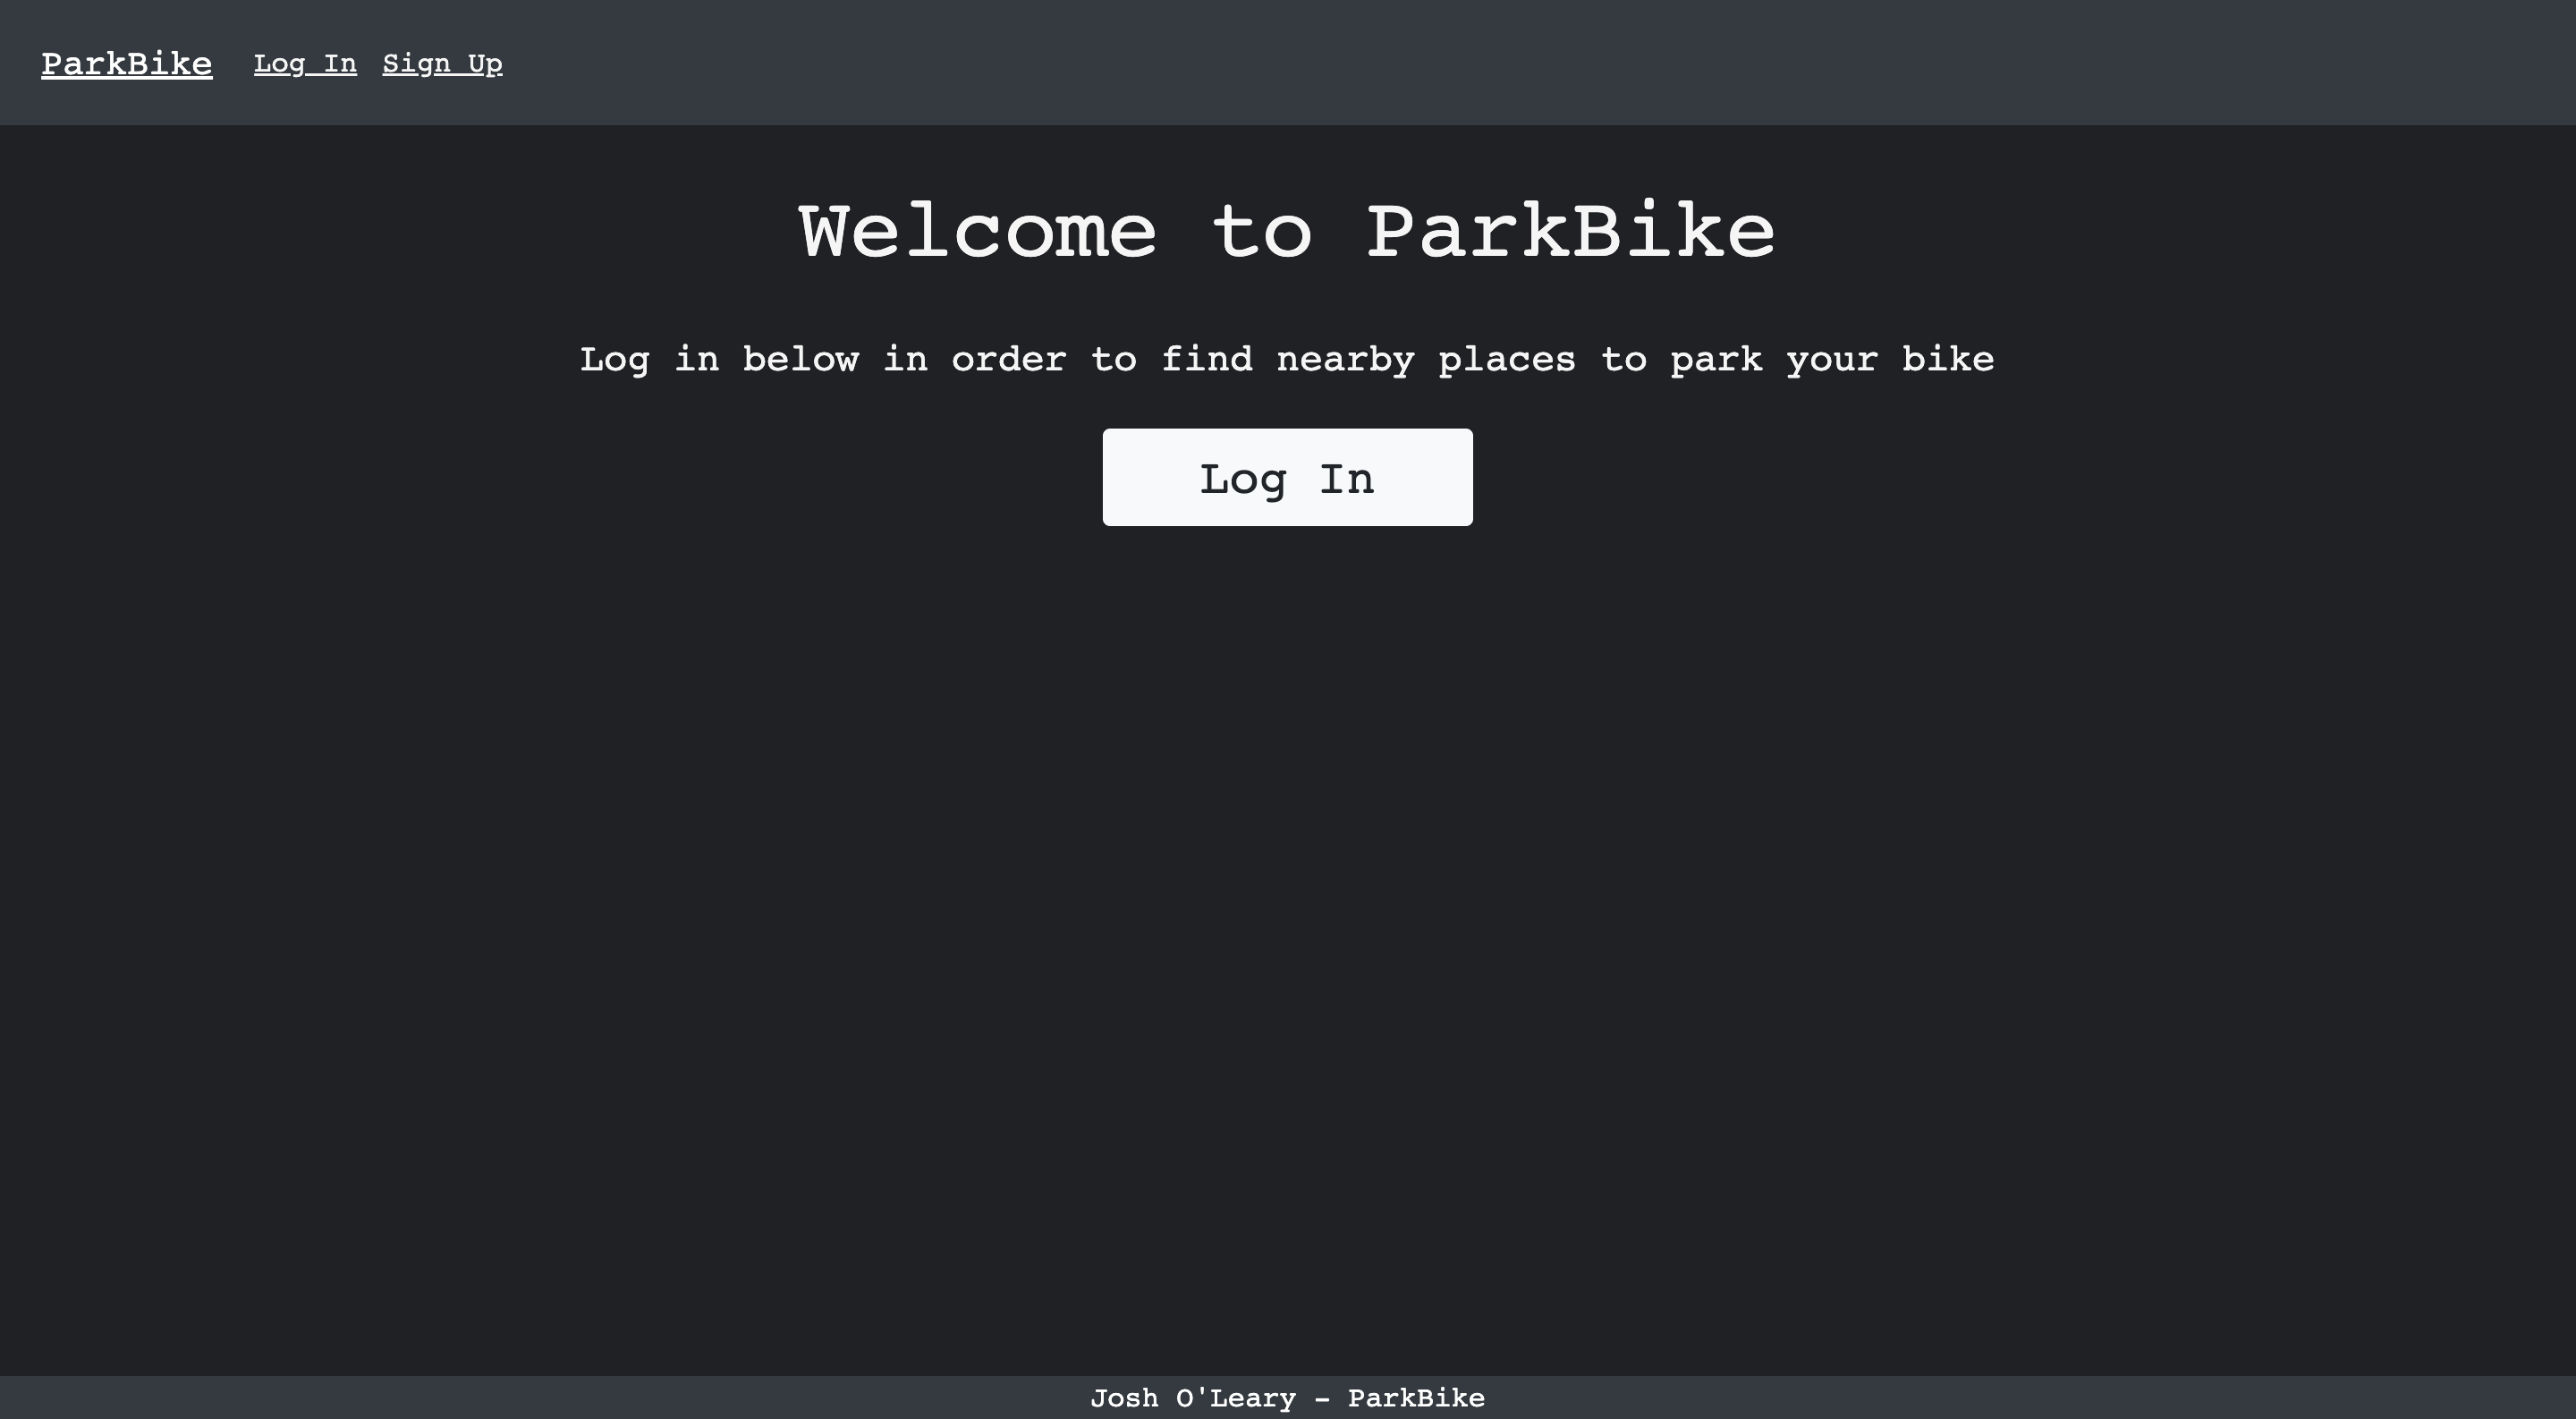 ParkBike Log In Sign Up
Welcome to ParkBike
Log in below in order to find nearby places to park your bike
Log In
Josh O'Leary - ParkBike